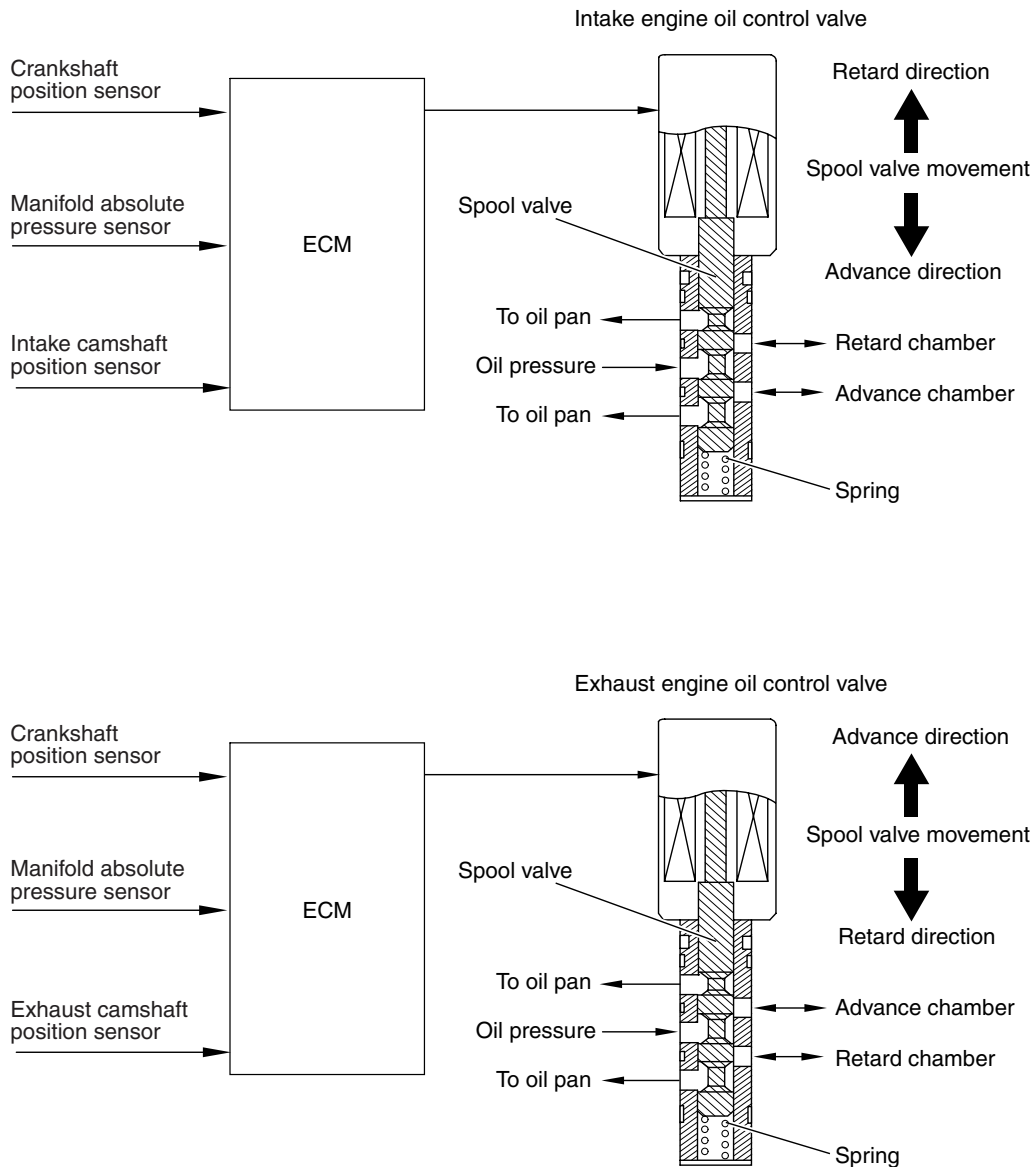 Intake engine oil control valve
Crankshaft
position sensor
Manifold absolute
pressure sensor
Intake camshaft
position sensor
ECM
Spool valve
To oil pan
Oil pressure
To oil pan
Retard direction
Spool valve movement
Advance direction
Retard chamber
Advance chamber
Spring
Exhaust engine oil control valve
Crankshaft
position sensor
Manifold absolute
pressure sensor
Exhaust camshaft
position sensor
ECM
Spool valve
To oil pan
Oil pressure
To oil pan
Advance direction
Spool valve movement
Retard direction
Advance chamber
Retard chamber
Spring